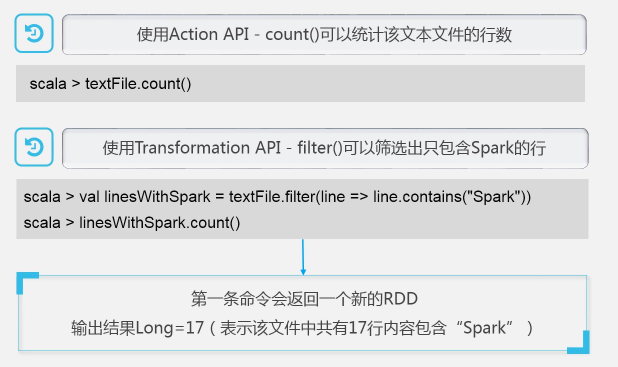 使用Action API - count()可以统计该文本文件的行数
scala > textFile.count()
使用Transformation API - filter()可以筛选出只包含Spark的行
scala > val linesWithSpark = textFile.filter(line => line.contains("Spark"))
scala > linesWithSpark.count()
第一条命令会返回一个新的RDD
输出结果Long=17（表示该文件中共有17行内容包含“Spark”）